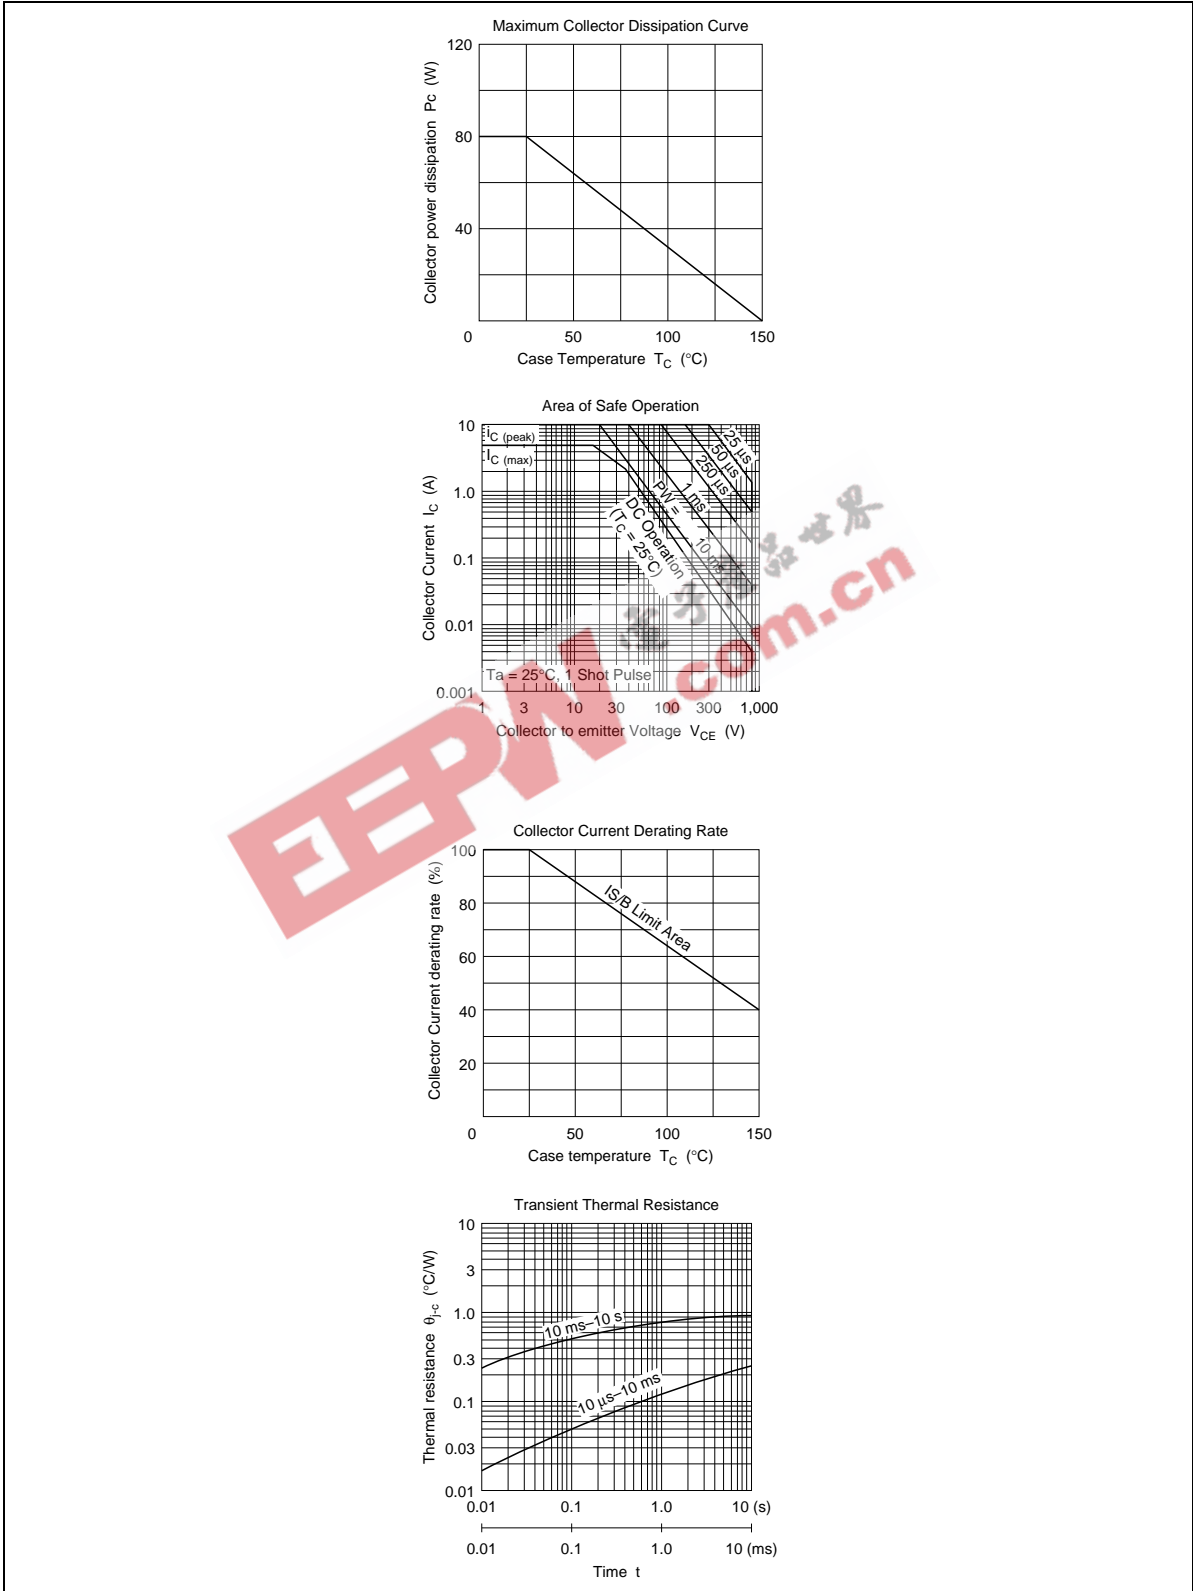 Maximum Collector Dissipation Curve
Collector power dissipation Pc (W)
120
80
40
0
50
100
150
Case Temperature TC (°C)
Area of Safe Operation
Collector Current IC (A)
10
1.0
0.1
0.01
0.001
iC (peak)
IC (max)
25 µs
50 µs
250 µs
1 ms
PW = 10 ms
DC Operation
(TC = 25°C)
Ta = 25°C, 1 Shot Pulse
1 3 10 30 100 300 1,000
Collector to emitter Voltage VCE (V)
EEPW.com.cn
电子产品世界
Collector Current Derating Rate
Collector Current derating rate (%)
100
80
60
40
20
0
50
100
150
IS/B Limit Area
Case temperature TC (°C)
Transient Thermal Resistance
Thermal resistance θj-c (°C/W)
10
3
1.0
0.3
0.1
0.03
0.01
10 ms–10 s
10 µs–10 ms
0.01 0.1 1.0 10 (s)
0.01 0.1 1.0 10 (ms)
Time t